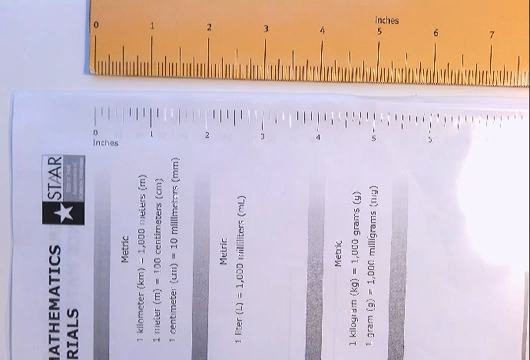 Inches
0 1 2 3 4 5 6 7
0 1 2 3 4 5
Inches
STAAR
MATHEMATICS
RIALS
Metric
1 kilometer (km) = 1,000 meters (m)
1 meter (m) = 100 centimeters (cm)
1 centimeter (cm) = 10 millimeters (mm)
Metric
1 liter (L) = 1,000 milliliters (mL)
Metric
1 kilogram (kg) = 1,000 grams (g)
1 gram (g) = 1,000 milligrams (mg)